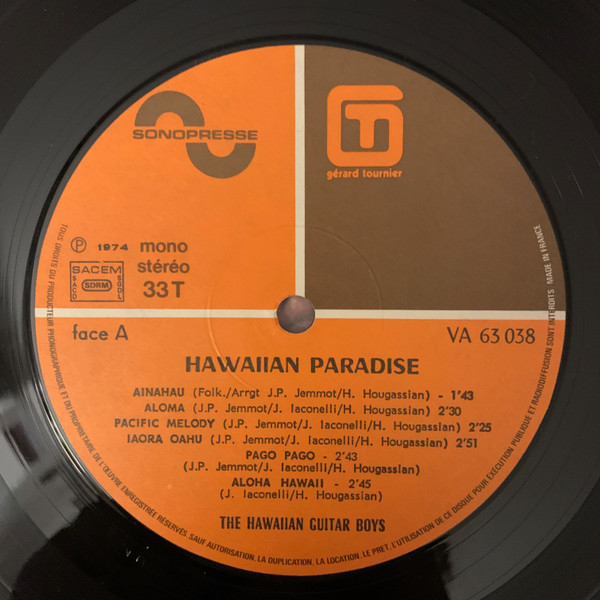 SONOPRESSE
gérard tournier
℗ 1974 mono
stéréo
33 T
SACEM
SACD
SDRM
SGDL
face A
VA 63 038
HAWAIIAN PARADISE
AINAHAU (Folk./Arrgt J.P. Jemmot/H. Hougassian) - 1'43
ALOMA (J.P. Jemmot/J. Iaconelli/H. Hougassian) 2'30
PACIFIC MELODY (J.P. Jemmot/J. Iaconelli/H. Hougassian) 2'25
IAORA OAHU (J.P. Jemmot/J. Iaconelli/H. Hougassian) 2'51
PAGO PAGO - 2'43
(J.P. Jemmot/J. Iaconelli/H. Hougassian)
ALOHA HAWAII - 2'45
(J. Iaconelli/H. Hougassian)
THE HAWAIIAN GUITAR BOYS
TOUS DROITS DU PRODUCTEUR PHONOGRAPHIQUE ET DU PROPRIETAIRE DE L'ŒUVRE ENREGISTRÉE RÉSERVÉS. SAUF AUTORISATION, LA DUPLICATION, LA LOCATION, LE PRET, L'UTILISATION DE CE DISQUE POUR EXÉCUTION PUBLIQUE ET RADIODIFFUSION SONT INTERDITS MADE IN FRANCE